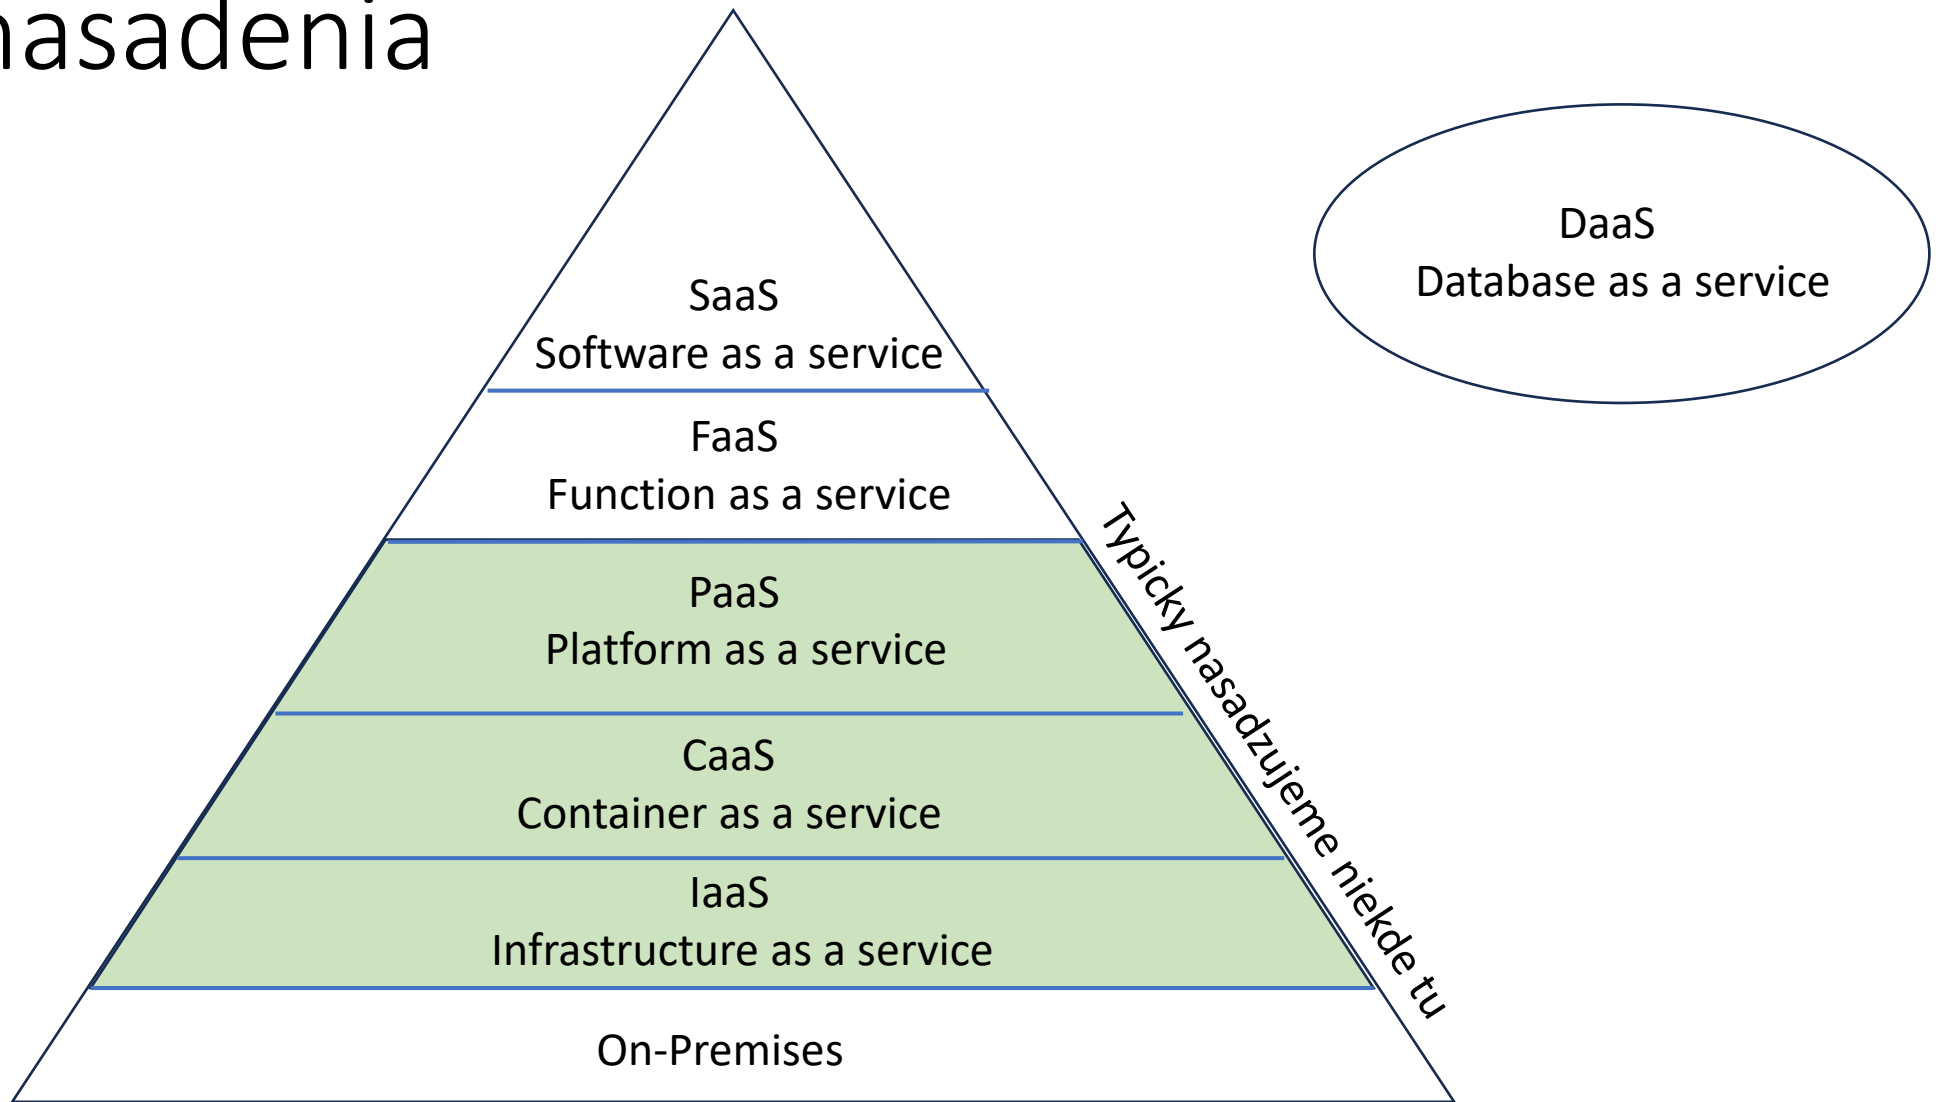 nasadenia
SaaS
Software as a service
FaaS
Function as a service
PaaS
Platform as a service
CaaS
Container as a service
IaaS
Infrastructure as a service
On-Premises
Typicky nasadzujeme niekde tu
DaaS
Database as a service